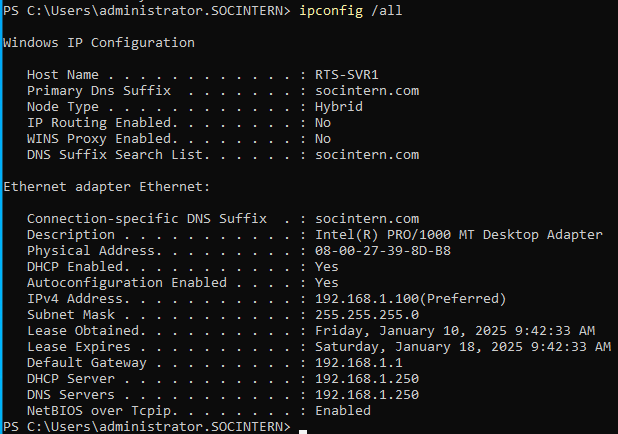 PS C:\Users\administrator.SOCINTERN> ipconfig /all
Windows IP Configuration
Host Name . . . . . . . . . . . . : RTS-SVR1
Primary Dns Suffix  . . . . . . . : socintern.com
Node Type . . . . . . . . . . . . : Hybrid
IP Routing Enabled. . . . . . . . : No
WINS Proxy Enabled. . . . . . . . : No
DNS Suffix Search List. . . . . . : socintern.com
Ethernet adapter Ethernet:
Connection-specific DNS Suffix  . : socintern.com
Description . . . . . . . . . . . : Intel(R) PRO/1000 MT Desktop Adapter
Physical Address. . . . . . . . . : 08-00-27-39-8D-B8
DHCP Enabled. . . . . . . . . . . : Yes
Autoconfiguration Enabled . . . . : Yes
IPv4 Address. . . . . . . . . . . : 192.168.1.100(Preferred)
Subnet Mask . . . . . . . . . . . : 255.255.255.0
Lease Obtained. . . . . . . . . . : Friday, January 10, 2025 9:42:33 AM
Lease Expires . . . . . . . . . . : Saturday, January 18, 2025 9:42:33 AM
Default Gateway . . . . . . . . . : 192.168.1.1
DHCP Server . . . . . . . . . . . : 192.168.1.250
DNS Servers . . . . . . . . . . . : 192.168.1.250
NetBIOS over Tcpip. . . . . . . . : Enabled
PS C:\Users\administrator.SOCINTERN>